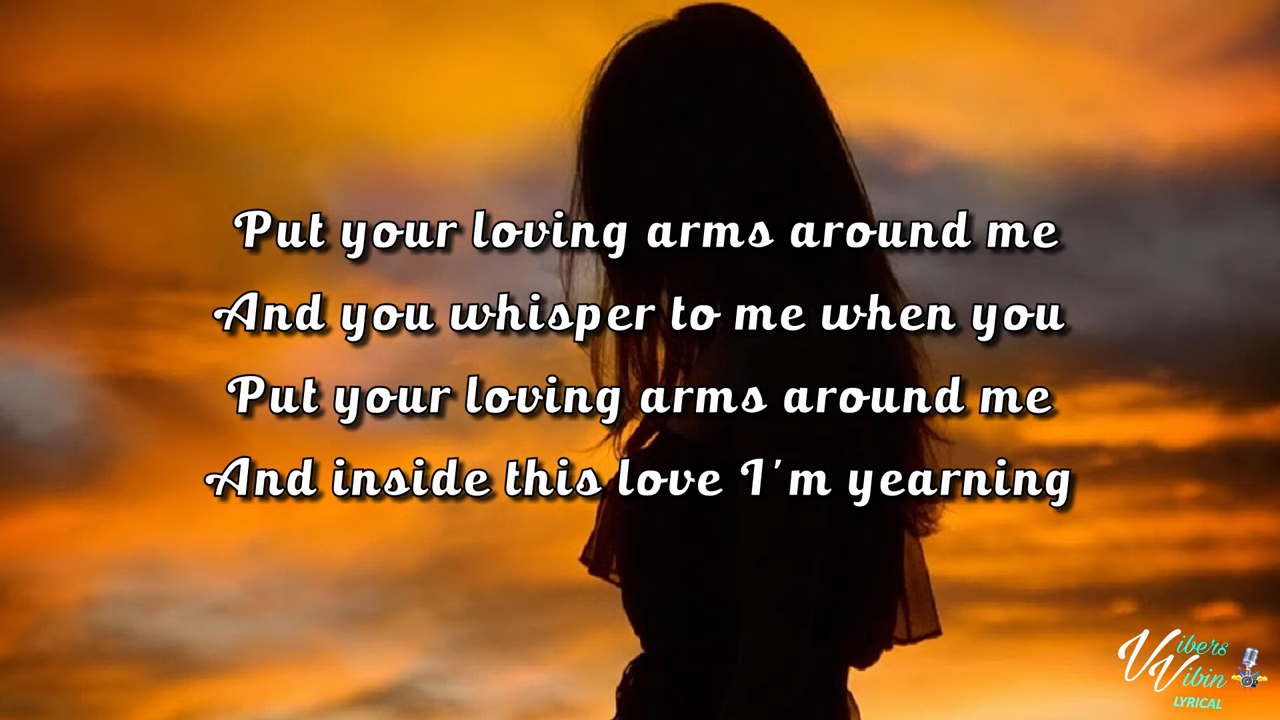 Put your loving arms around me
And you whisper to me when you
Put your loving arms around me
And inside this love I'm yearning
Vibers
Vibin
LYRICAL